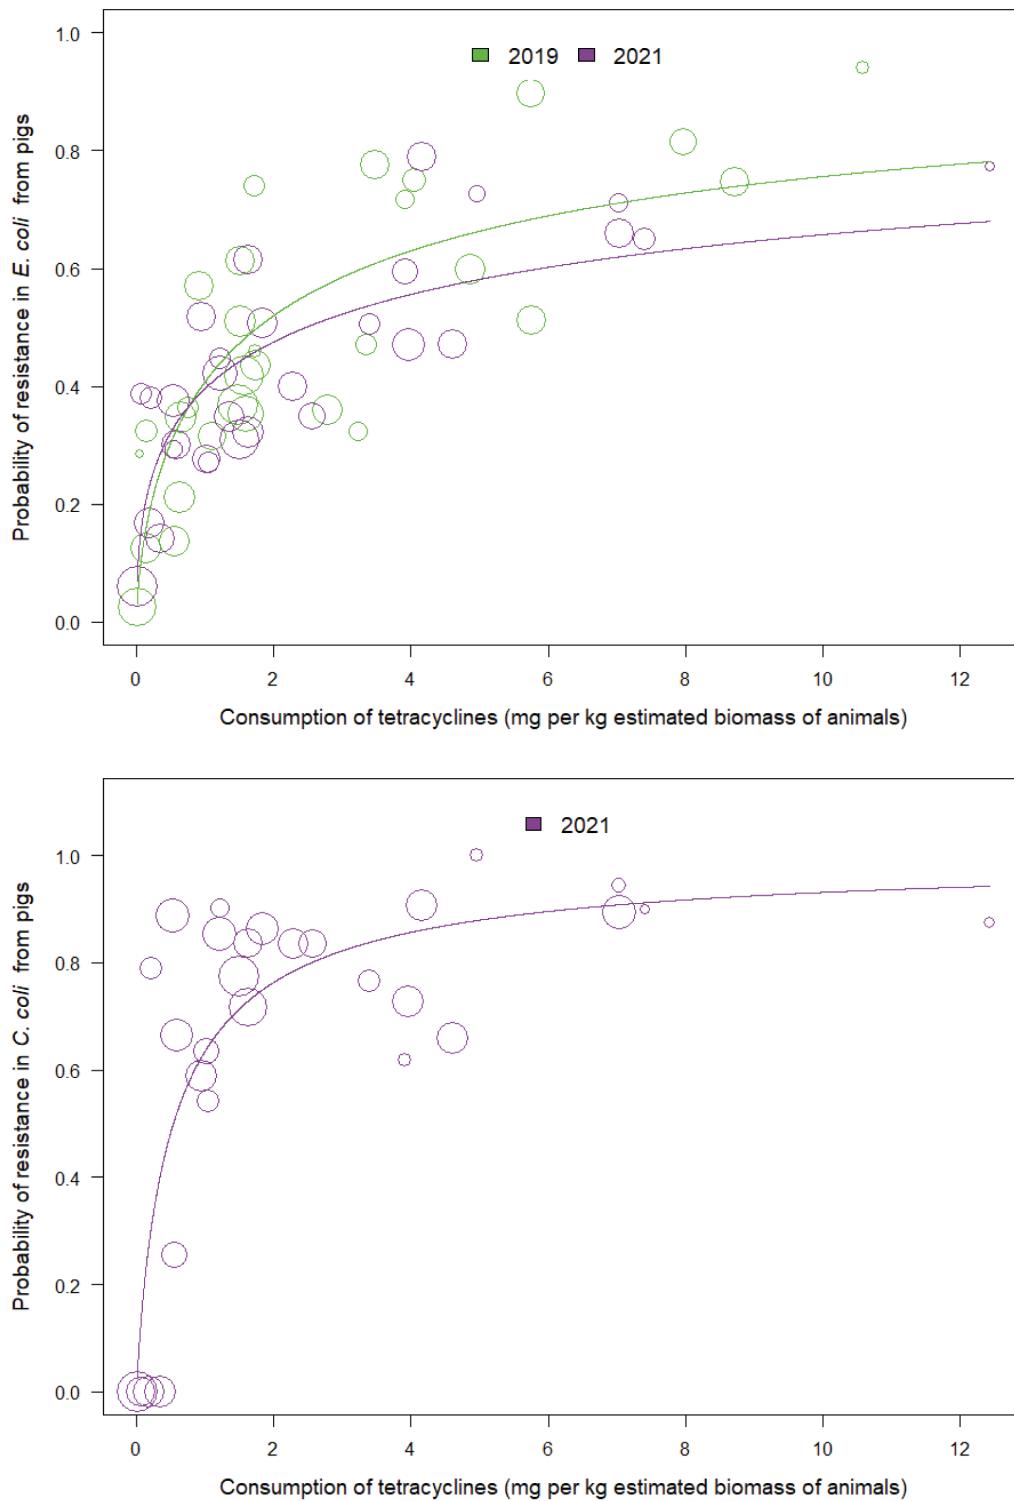 2019 2021
1.0
0.8
0.6
0.4
0.2
0.0
Probability of resistance in E. coli from pigs
0 2 4 6 8 10 12
Consumption of tetracyclines (mg per kg estimated biomass of animals)
2021
1.0
0.8
0.6
0.4
0.2
0.0
Probability of resistance in C. coli from pigs
0 2 4 6 8 10 12
Consumption of tetracyclines (mg per kg estimated biomass of animals)